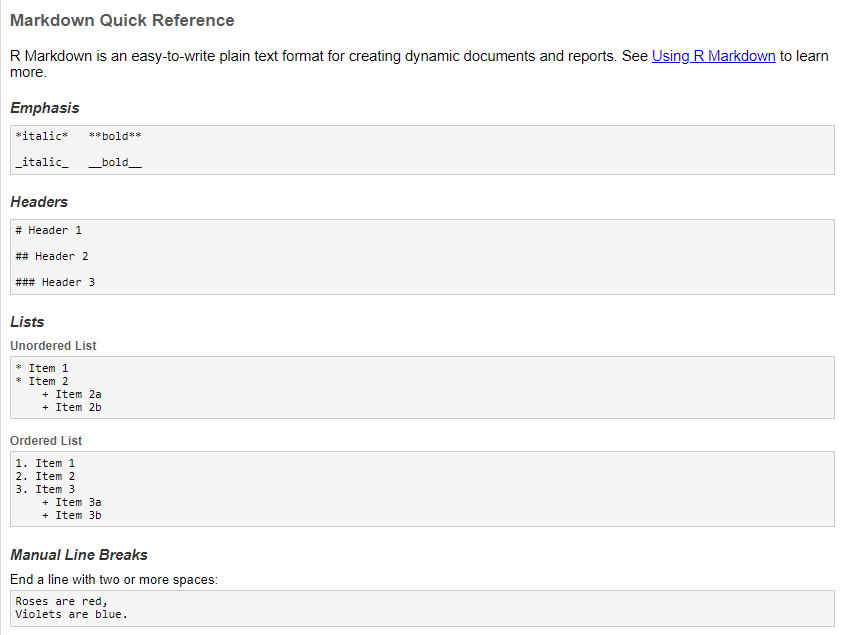 Markdown Quick Reference
R Markdown is an easy-to-write plain text format for creating dynamic documents and reports. See Using R Markdown to learn
more.
Emphasis
*italic*   **bold**
_italic_   __bold__
Headers
# Header 1
## Header 2
### Header 3
Lists
Unordered List
* Item 1
* Item 2
    + Item 2a
    + Item 2b
Ordered List
1. Item 1
2. Item 2
3. Item 3
    + Item 3a
    + Item 3b
Manual Line Breaks
End a line with two or more spaces:
Roses are red,
Violets are blue.